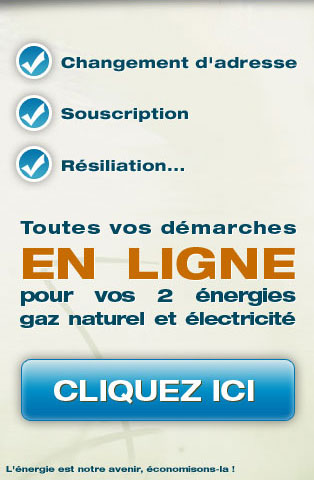 Changement d'adresse
Souscription
Résiliation...
Toutes vos démarches
EN LIGNE
pour vos 2 énergies
gaz naturel et électricité
CLIQUEZ ICI
L'énergie est notre avenir, économisons-la !